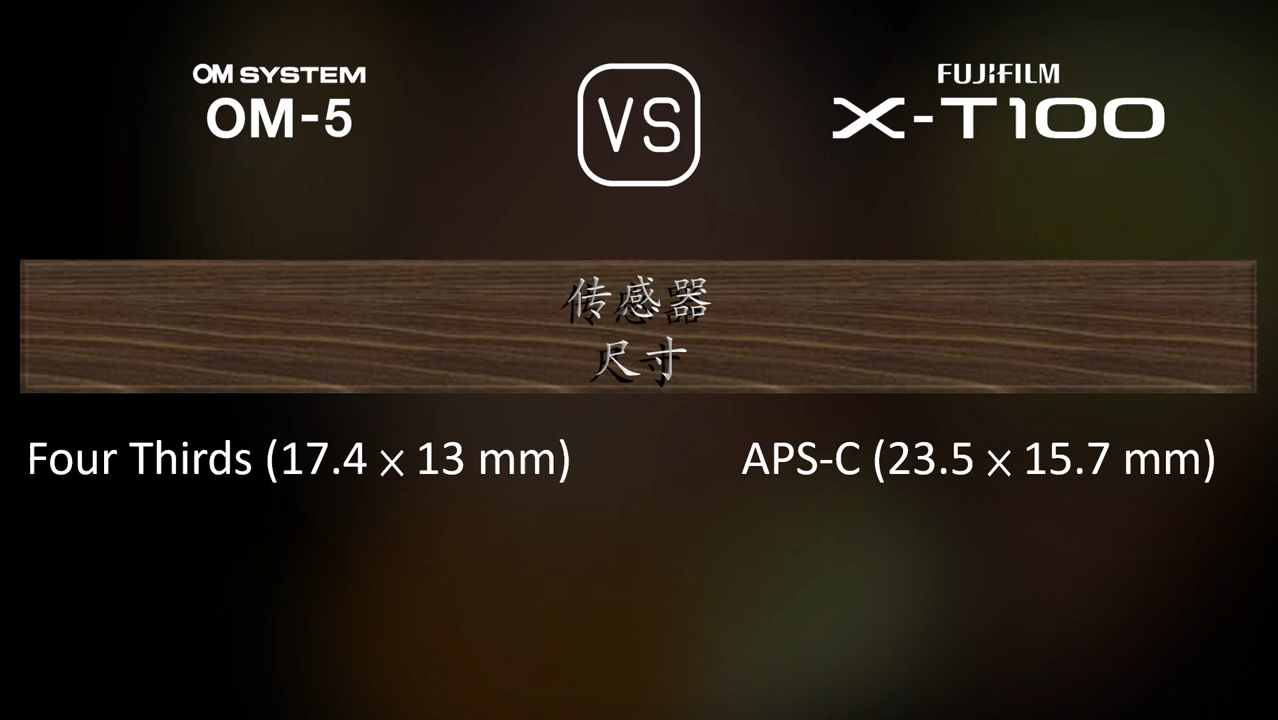 OM SYSTEM
OM-5
VS
FUJIFILM
X-T100
传感器
尺寸
Four Thirds (17.4 x 13 mm)
APS-C (23.5 x 15.7 mm)